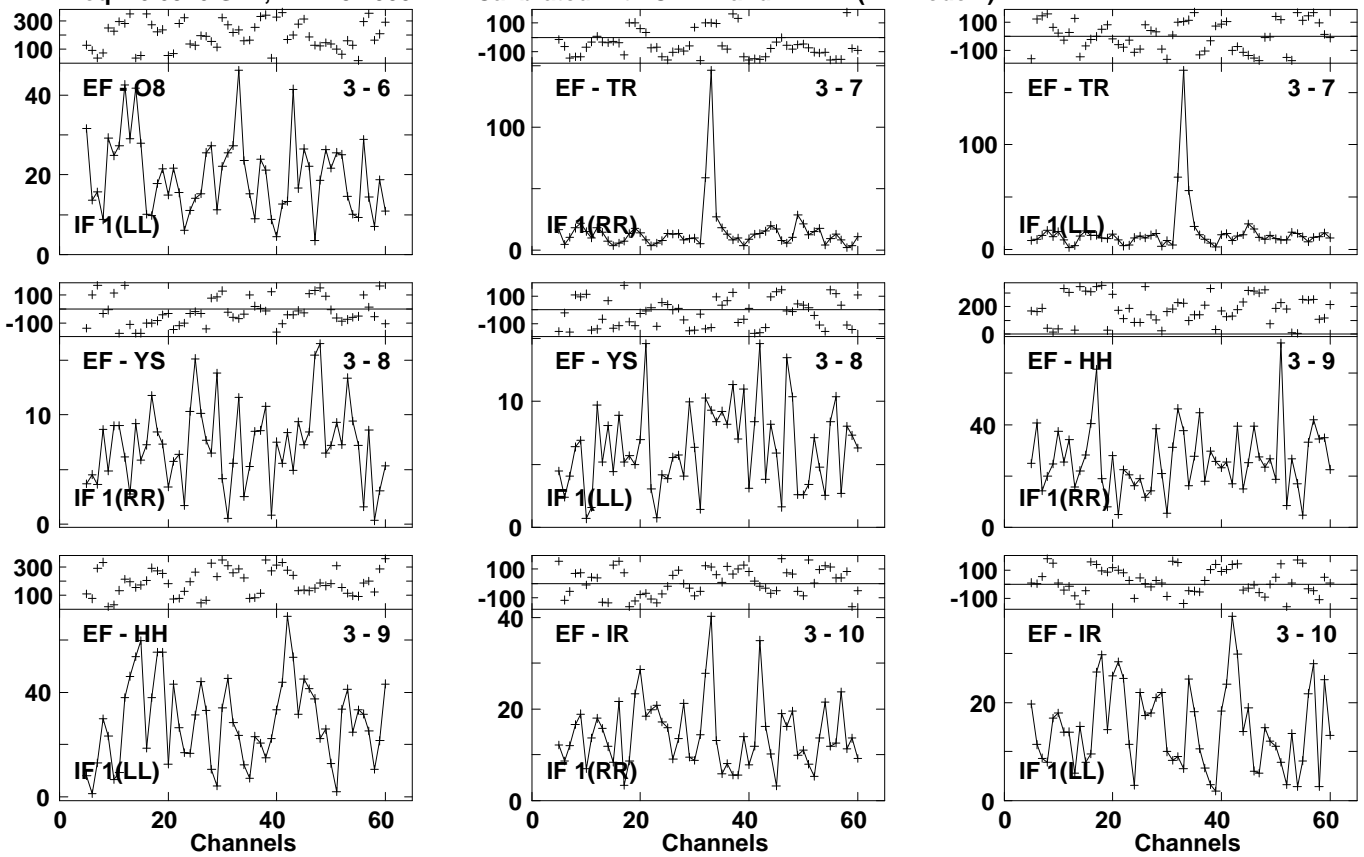 300
100
100
-100
100
-100
EF - O8 3 - 6
EF - TR 3 - 7
EF - TR 3 - 7
40
20
0
100
0
100
0
IF 1(LL)
IF 1(RR)
IF 1(LL)
100
-100
100
-100
200
0
EF - YS 3 - 8
EF - YS 3 - 8
EF - HH 3 - 9
10
0
10
0
40
0
IF 1(RR)
IF 1(LL)
IF 1(RR)
300
100
100
-100
100
-100
EF - HH 3 - 9
EF - IR 3 - 10
EF - IR 3 - 10
40
0
40
20
0
20
0
IF 1(LL)
IF 1(RR)
IF 1(LL)
0 20 40 60
0 20 40 60
0 20 40 60
Channels
Channels
Channels